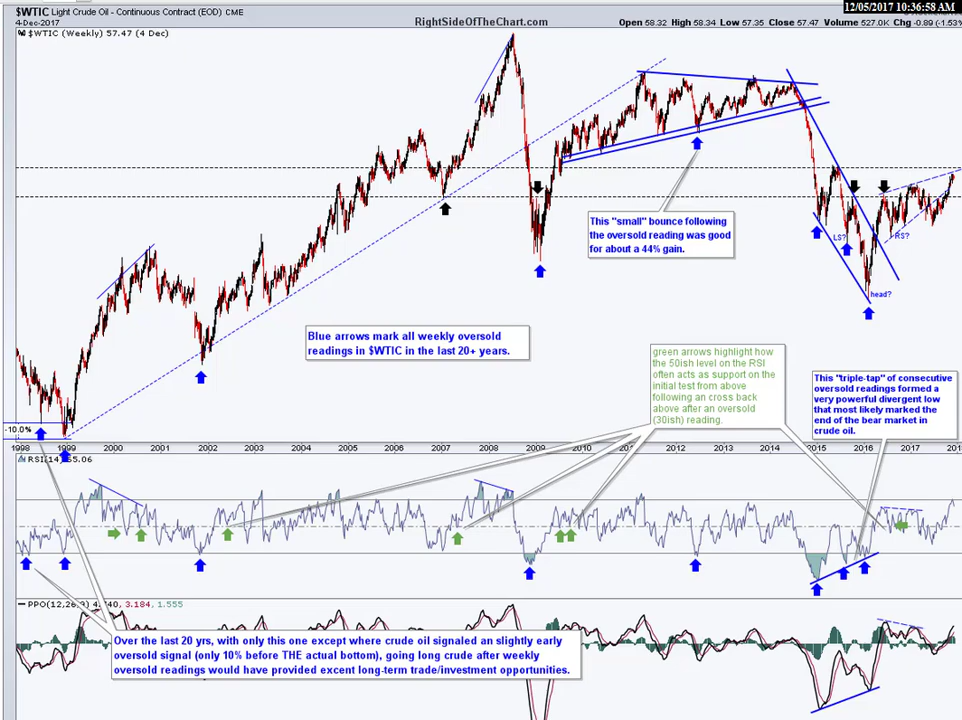 12/05/2017 10:36:58 AM
$WTIC Light Crude Oil - Continuous Contract (EOD) CME
4-Dec-2017
RightSideOfTheChart.com
Open 58.32 High 58.34 Low 57.35 Close 57.47 Volume 527.0K Chg -0.89 (-1.53%
$WTIC (Weekly) 57.47 (4 Dec)
This "small" bounce following
the oversold reading was good
for about a 44% gain.
LS?
RS?
head?
Blue arrows mark all weekly oversold
readings in $WTIC in the last 20+ years.
green arrows highlight how
the 50ish level on the RSI
often acts as support on the
initial test from above
following an cross back
above after an oversold
(30ish) reading.
This "triple-tap" of consecutive
oversold readings formed a
very powerful divergent low
that most likely marked the
end of the bear market in
crude oil.
-10.0%
1998 1999 2000 2001 2002 2003 2004 2005 2006 2007 2008 2009 2010 2011 2012 2013 2014 2015 2016 2017
RSI(14) 65.06
PPO(12,26,9) 3.184, 1.555
Over the last 20 yrs, with only this one except where crude oil signaled an slightly early
oversold signal (only 10% before THE actual bottom), going long crude after weekly
oversold readings would have provided excent long-term trade/investment opportunities.